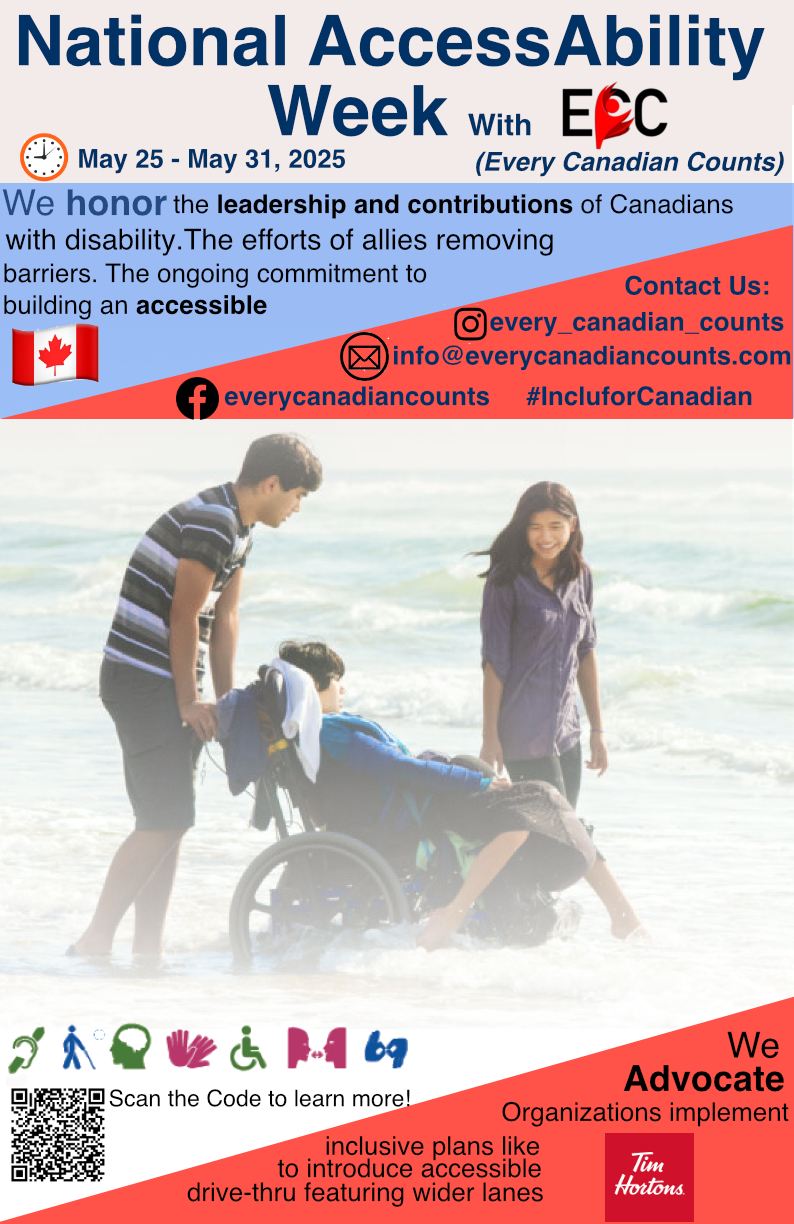 National AccessAbility
Week With ECC
May 25 - May 31, 2025
(Every Canadian Counts)
We honor the leadership and contributions of Canadians
with disability.The efforts of allies removing
barriers. The ongoing commitment to
building an accessible
Contact Us:
every_canadian_counts
info@everycanadiancounts.com
everycanadiancounts #IncluforCanadian
Scan the Code to learn more!
We
Advocate
Organizations implement
inclusive plans like
to introduce accessible
drive-thru featuring wider lanes
Tim
Hortons.